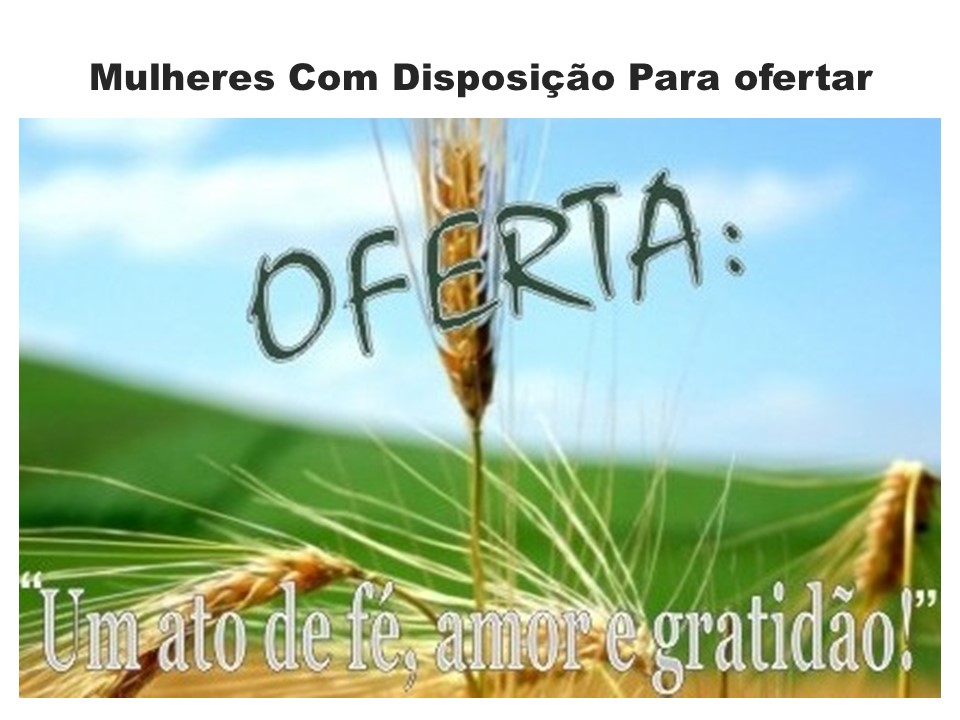 Mulheres Com Disposição Para ofertar
OFERTA:
“Um ato de fé, amor e gratidão!”